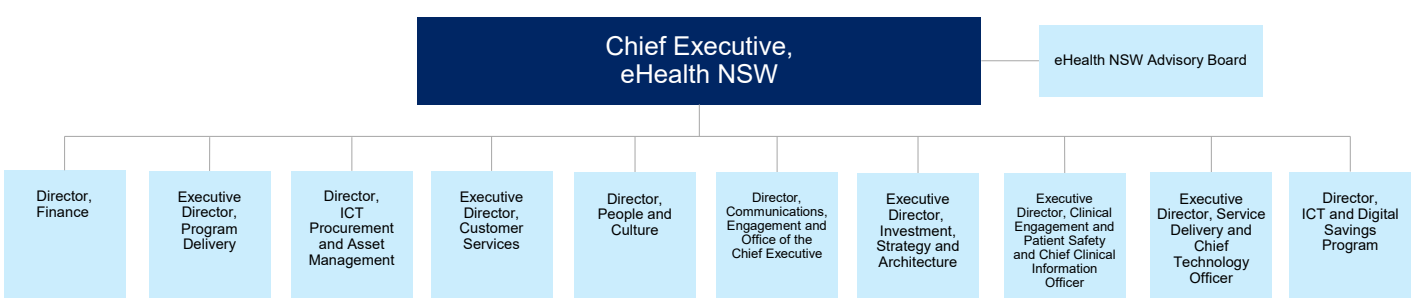 Chief Executive,
eHealth NSW
eHealth NSW Advisory Board
Director,
Finance
Executive
Director,
Program
Delivery
Director,
ICT
Procurement
and Asset
Management
Executive
Director,
Customer
Services
Director,
People and
Culture
Director,
Communications,
Engagement and
Office of the
Chief Executive
Executive
Director,
Investment,
Strategy and
Architecture
Executive
Director, Clinical
Engagement and
Patient Safety
and Chief Clinical
Information
Officer
Executive
Director, Service
Delivery and
Chief
Technology
Officer
Director,
ICT and Digital
Savings
Program